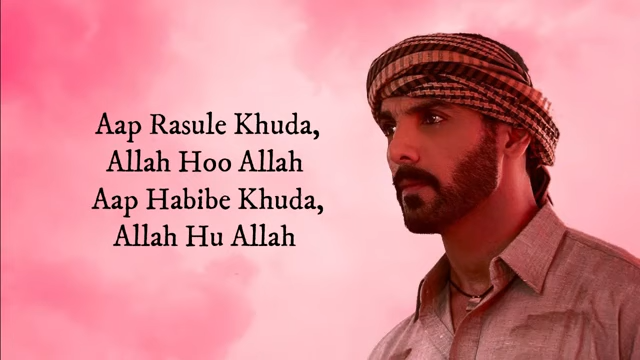 Aap Rasule Khuda,
Allah Hoo Allah
Aap Habibe Khuda,
Allah Hu Allah